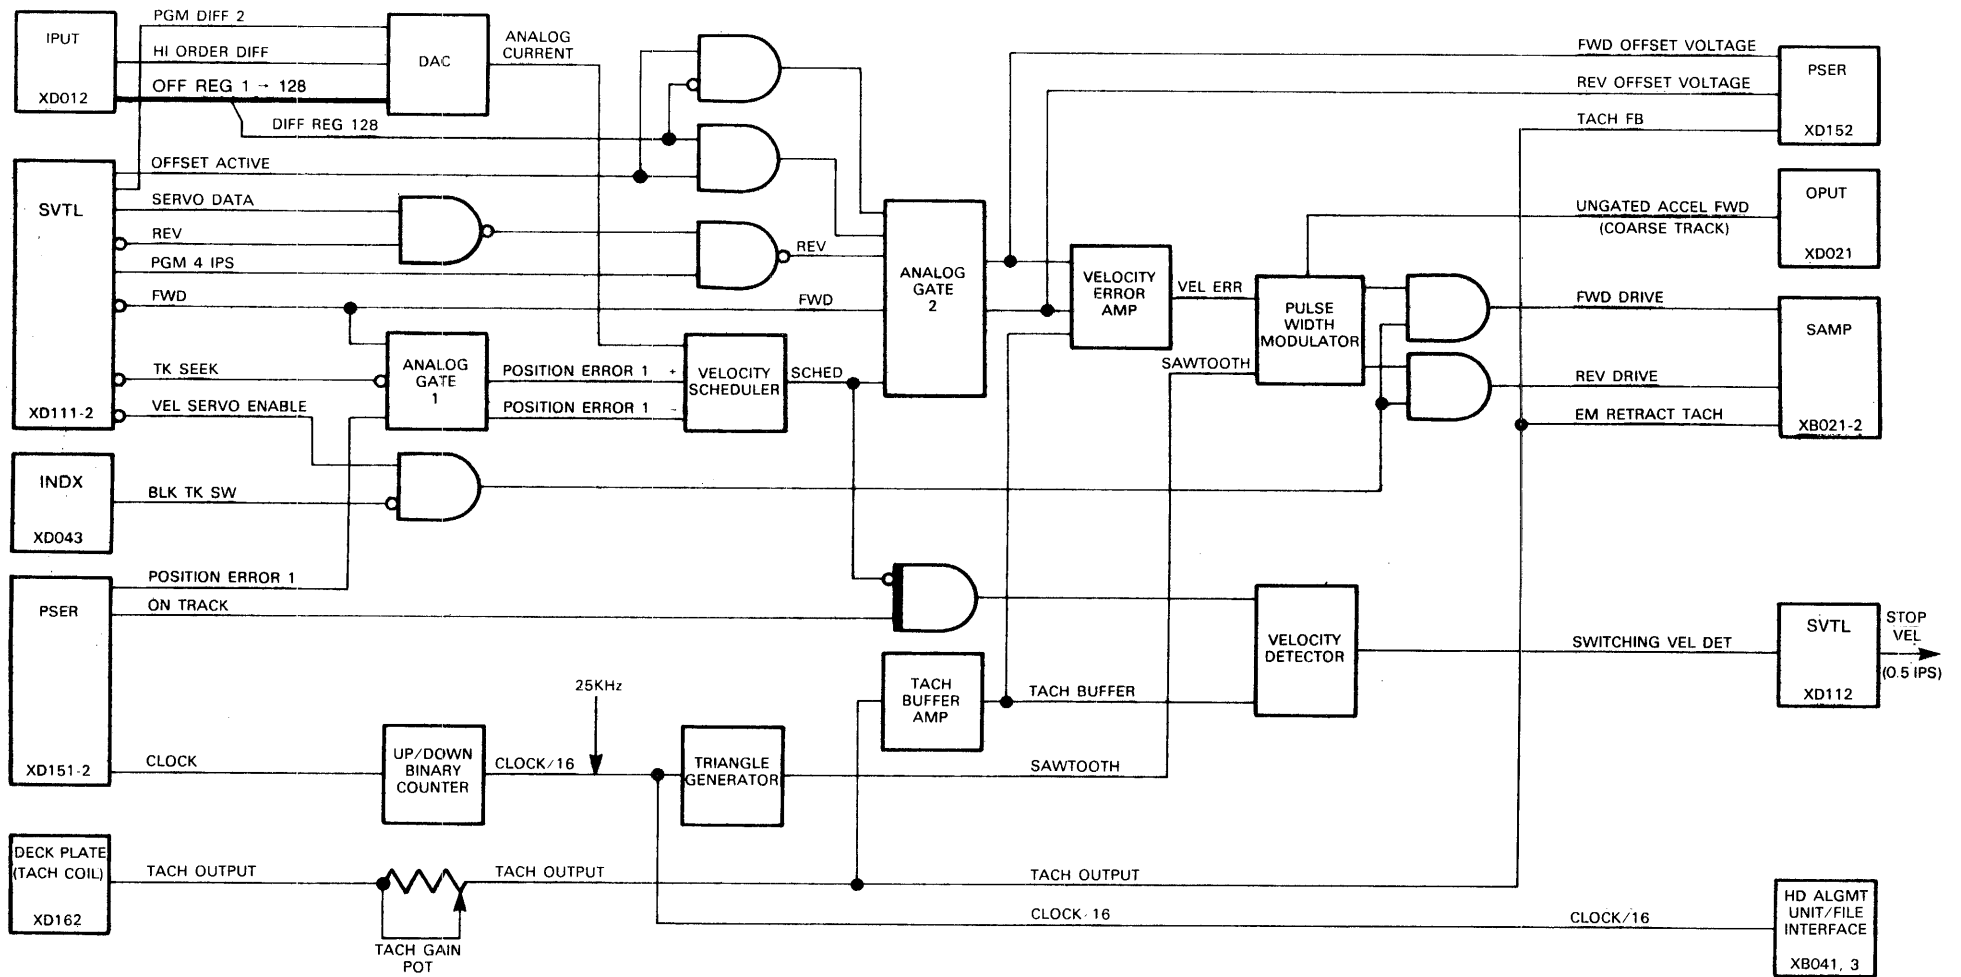 PGM DIFF 2
IPUT
XD012
HI ORDER DIFF
OFF REG 1 → 128
DIFF REG 128
DAC
ANALOG
CURRENT
SVTL
XD111-2
OFFSET ACTIVE
SERVO DATA
REV
PGM 4 IPS
FWD
TK SEEK
VEL SERVO ENABLE
REV
FWD
ANALOG
GATE
1
POSITION ERROR 1 +
POSITION ERROR 1 -
VELOCITY
SCHEDULER
SCHED
ANALOG
GATE
2
VELOCITY
ERROR
AMP
VEL ERR
SAWTOOTH
PULSE
WIDTH
MODULATOR
FWD OFFSET VOLTAGE
REV OFFSET VOLTAGE
TACH FB
PSER
XD152
UNGATED ACCEL FWD
(COARSE TRACK)
OPUT
XD021
FWD DRIVE
REV DRIVE
EM RETRACT TACH
SAMP
XB021-2
INDX
XD043
BLK TK SW
PSER
XD151-2
POSITION ERROR 1
ON TRACK
CLOCK
UP/DOWN
BINARY
COUNTER
CLOCK/16
25KHz
TRIANGLE
GENERATOR
SAWTOOTH
TACH
BUFFER
AMP
TACH BUFFER
VELOCITY
DETECTOR
SWITCHING VEL DET
SVTL
XD112
STOP
VEL
(0.5 IPS)
DECK PLATE
(TACH COIL)
XD162
TACH OUTPUT
TACH OUTPUT
TACH OUTPUT
TACH GAIN
POT
CLOCK/16
CLOCK/16
HD ALGMT
UNIT/FILE
INTERFACE
XB041, 3